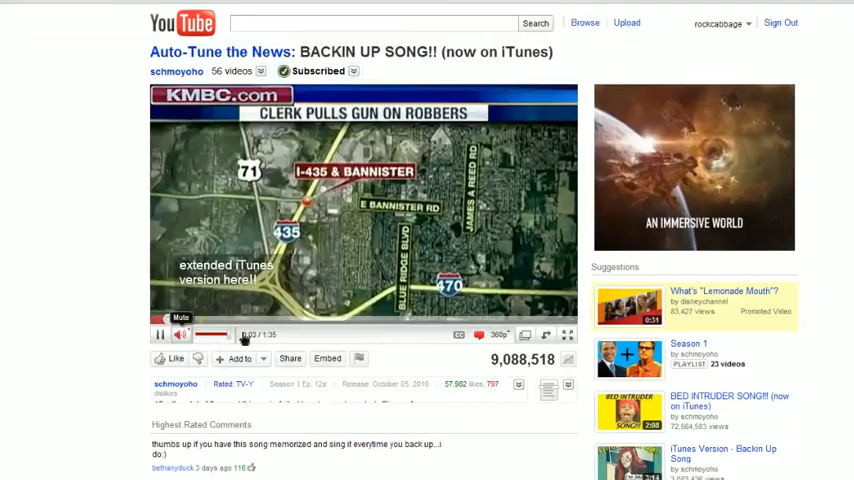 YouTube
Search
Browse
Upload
rockcabbage
Sign Out
Auto-Tune the News: BACKIN UP SONG!! (now on iTunes)
schmoyoho 56 videos
Subscribed
KMBC.com
CLERK PULLS GUN ON ROBBERS
71
I-435 & BANNISTER
E BANNISTER RD
JAMES A REED RD
435
BLUE RIDGE BLVD
470
extended iTunes
version here!!
Mute
0:03 / 1:35
CC
360p
Like
Add to
Share
Embed
9,088,518
schmoyoho Rated: TV-Y Season 1 Ep: 12a Release: October 05, 2010 57,982 likes, 797
dislikes
Highest Rated Comments
thumbs up if you have this song memorized and sing it everytime you back up...i
do:)
bethanyduck 3 days ago 116
AN IMMERSIVE WORLD
Suggestions
What's "Lemonade Mouth"?
by disneychannel
83,427 views
Promoted Video
0:31
Season 1
by schmoyoho
PLAYLIST 23 videos
BED INTRUDER SONG!!! (now
on iTunes)
by schmoyoho
72,564,503 views
2:08
iTunes Version - Backin Up
Song
by schmoyoho